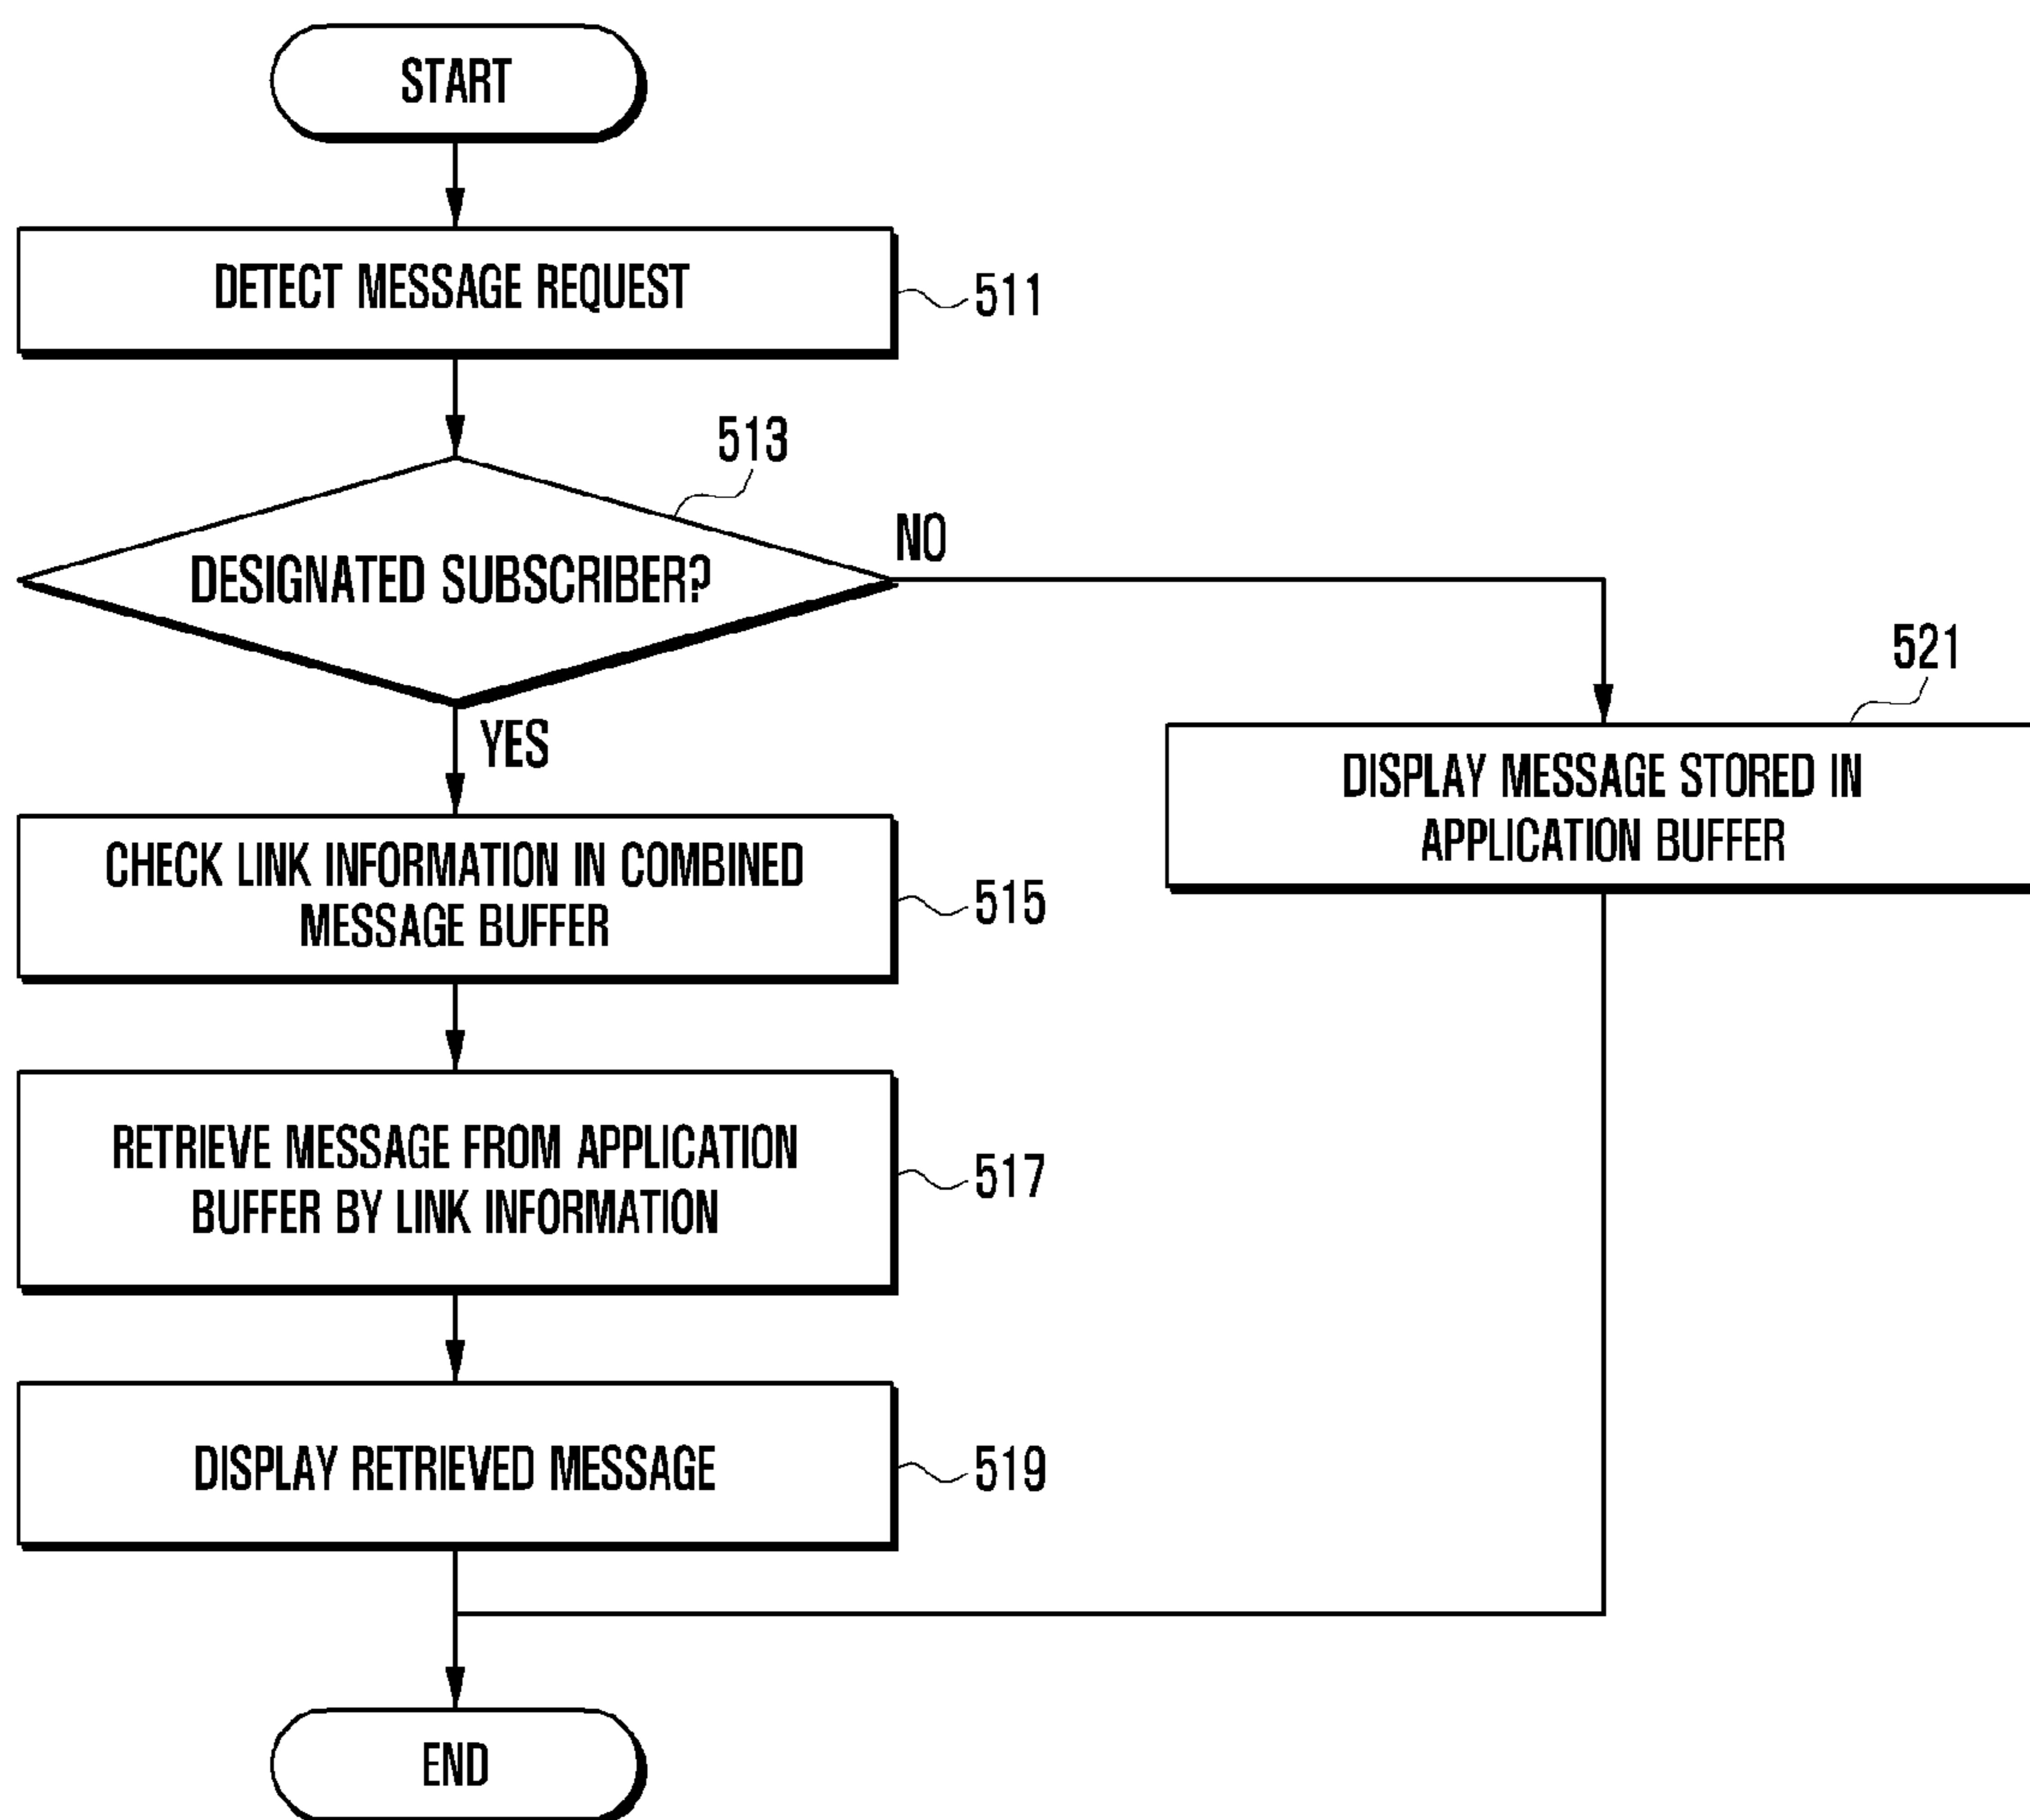 START
DETECT MESSAGE REQUEST
511
513
DESIGNATED SUBSCRIBER?
NO
YES
521
DISPLAY MESSAGE STORED IN
APPLICATION BUFFER
CHECK LINK INFORMATION IN COMBINED
MESSAGE BUFFER
515
RETRIEVE MESSAGE FROM APPLICATION
BUFFER BY LINK INFORMATION
517
DISPLAY RETRIEVED MESSAGE
519
END